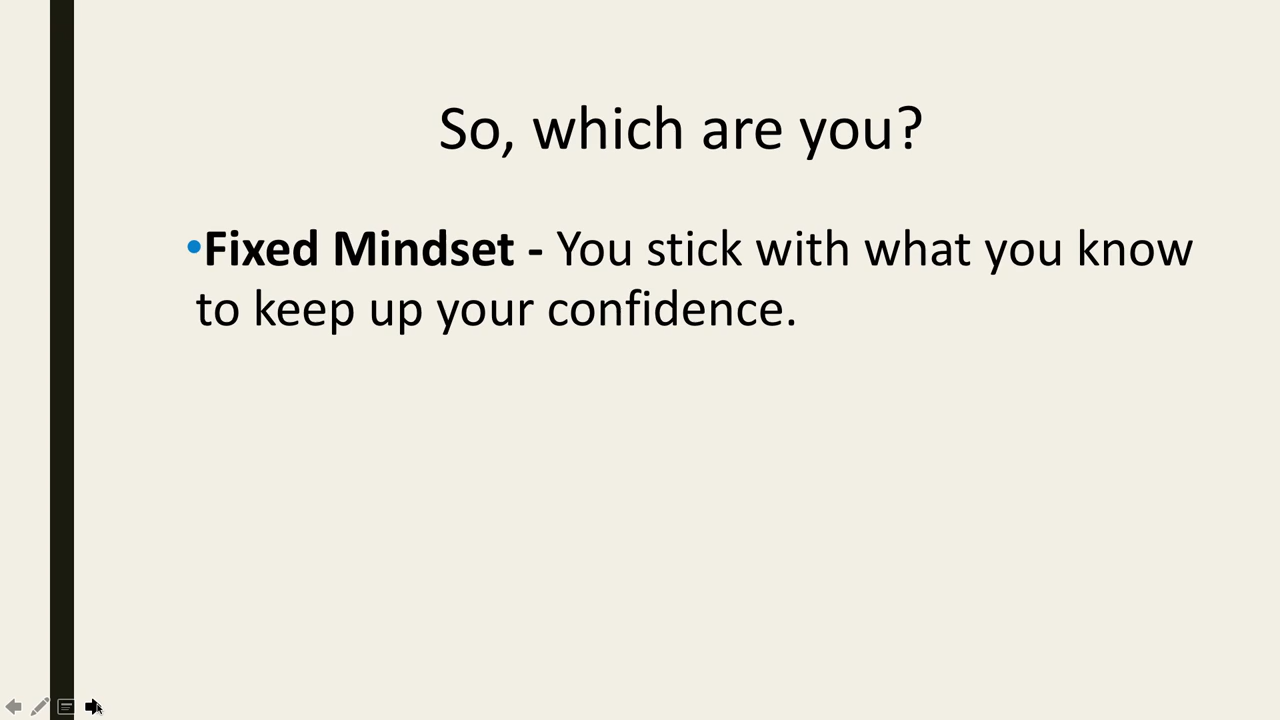 So, which are you?
•Fixed Mindset - You stick with what you know
to keep up your confidence.